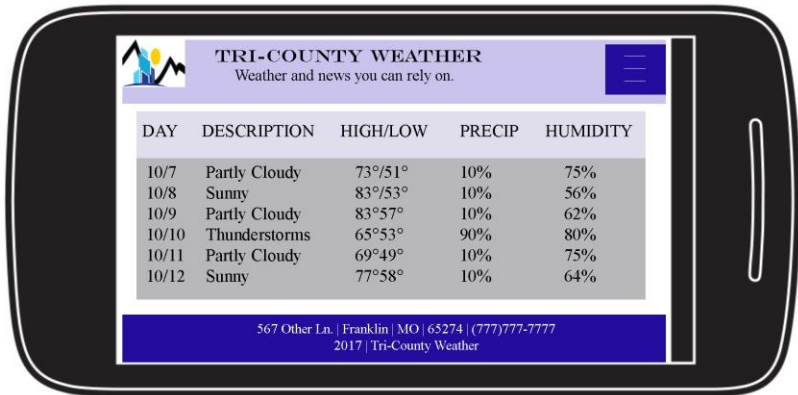 TRI-COUNTY WEATHER
Weather and news you can rely on.
DAY DESCRIPTION HIGH/LOW PRECIP HUMIDITY
10/7 Partly Cloudy 73°/51° 10% 75%
10/8 Sunny 83°/53° 10% 56%
10/9 Partly Cloudy 83°57° 10% 62%
10/10 Thunderstorms 65°53° 90% 80%
10/11 Partly Cloudy 69°49° 10% 75%
10/12 Sunny 77°58° 10% 64%
567 Other Ln. | Franklin | MO | 65274 | (777)777-7777
2017 | Tri-County Weather